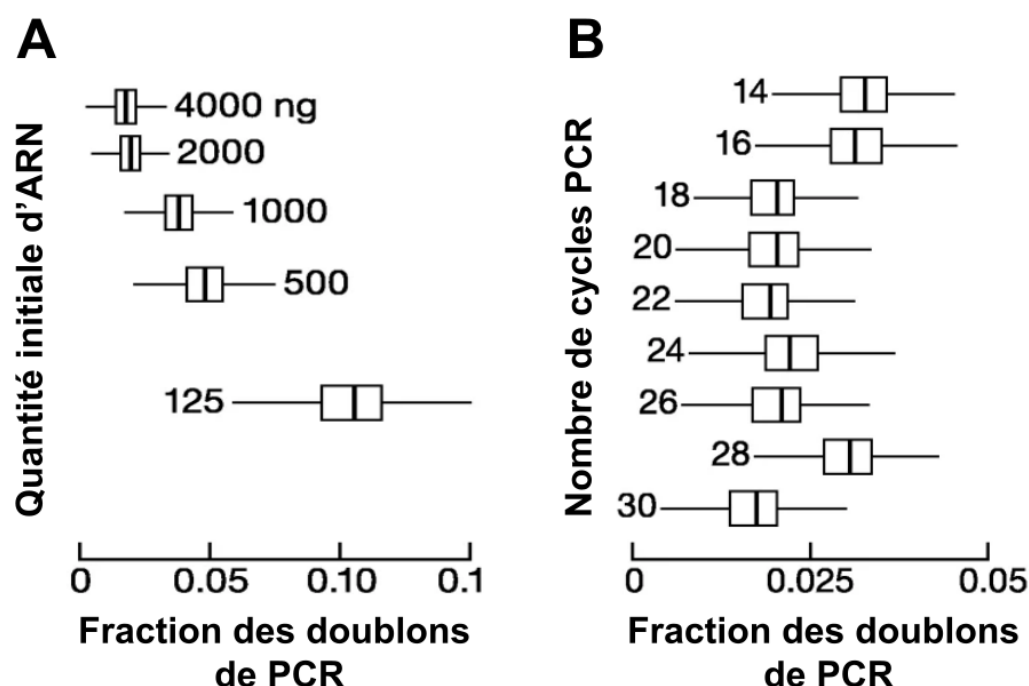 A
Quantité initiale d'ARN
4000 ng
2000
1000
500
125
0 0.05 0.10 0.1
Fraction des doublons
de PCR
B
Nombre de cycles PCR
14
16
18
20
22
24
26
28
30
0 0.025 0.05
Fraction des doublons
de PCR